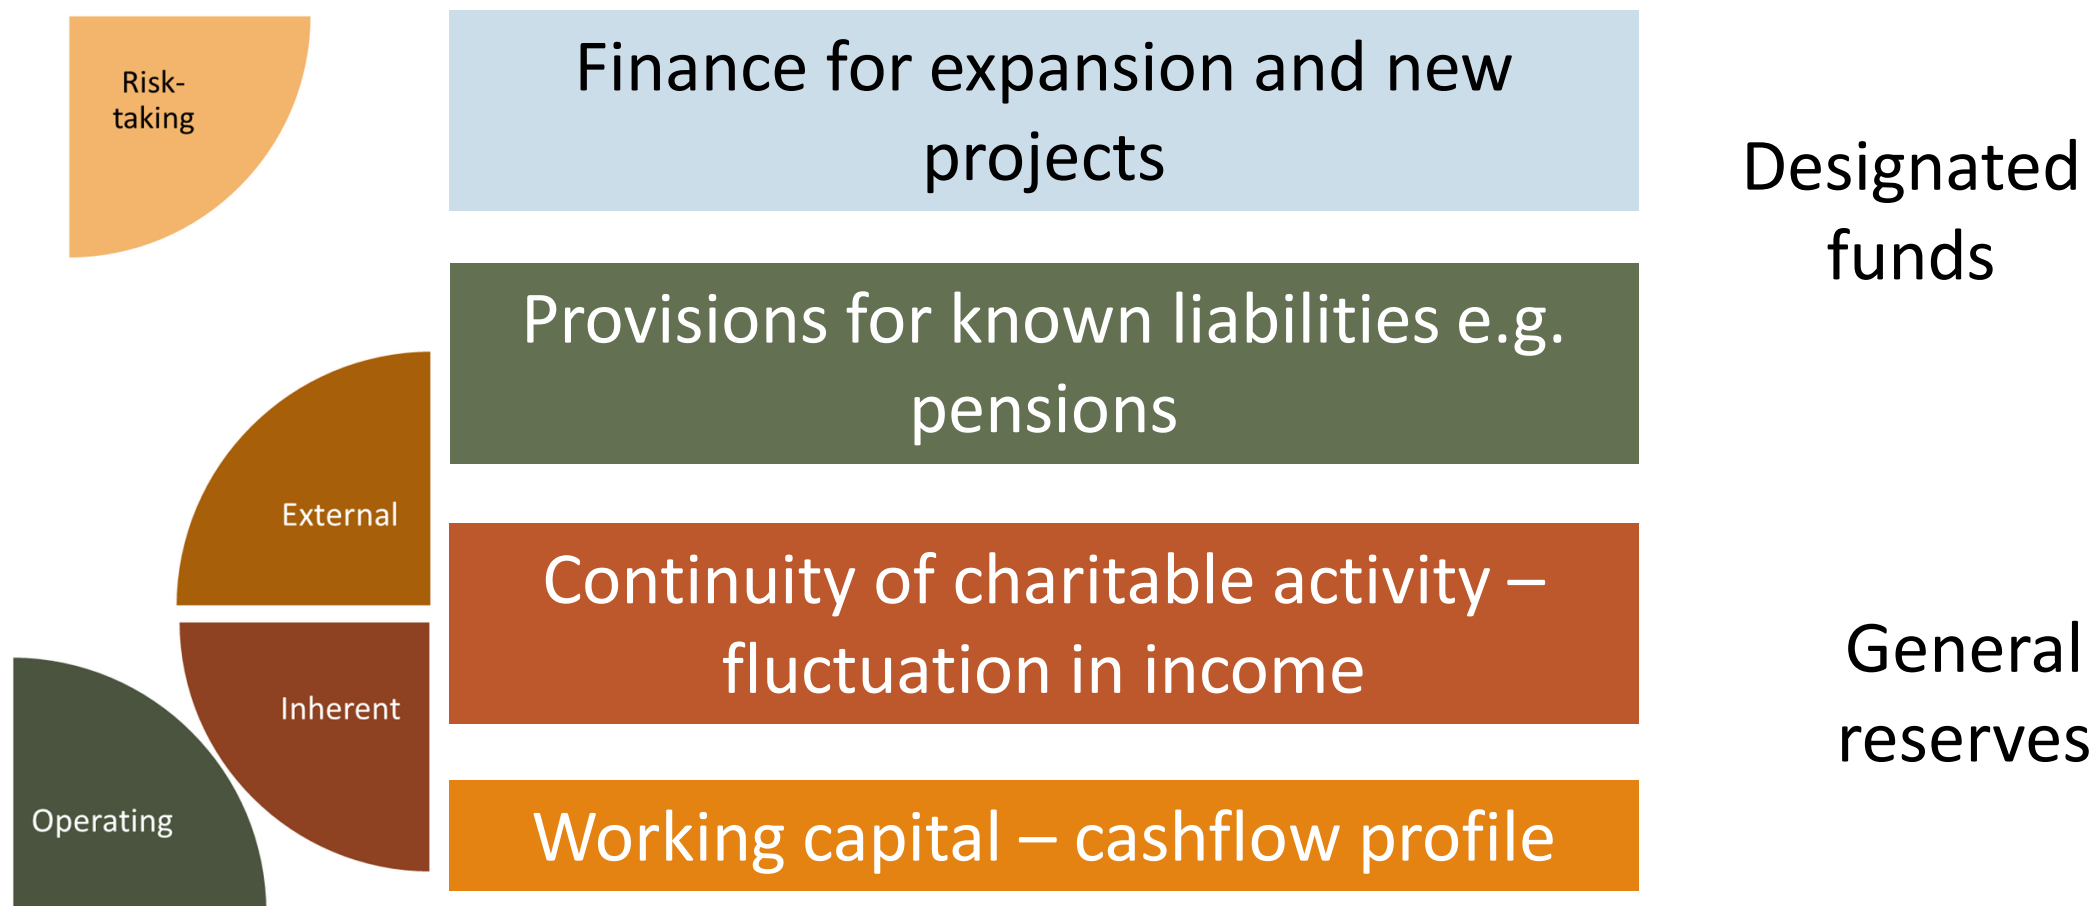 Risk-
taking
Finance for expansion and new
projects
Designated
funds
Provisions for known liabilities e.g.
pensions
External
Continuity of charitable activity –
fluctuation in income
Inherent
General
reserves
Operating
Working capital – cashflow profile